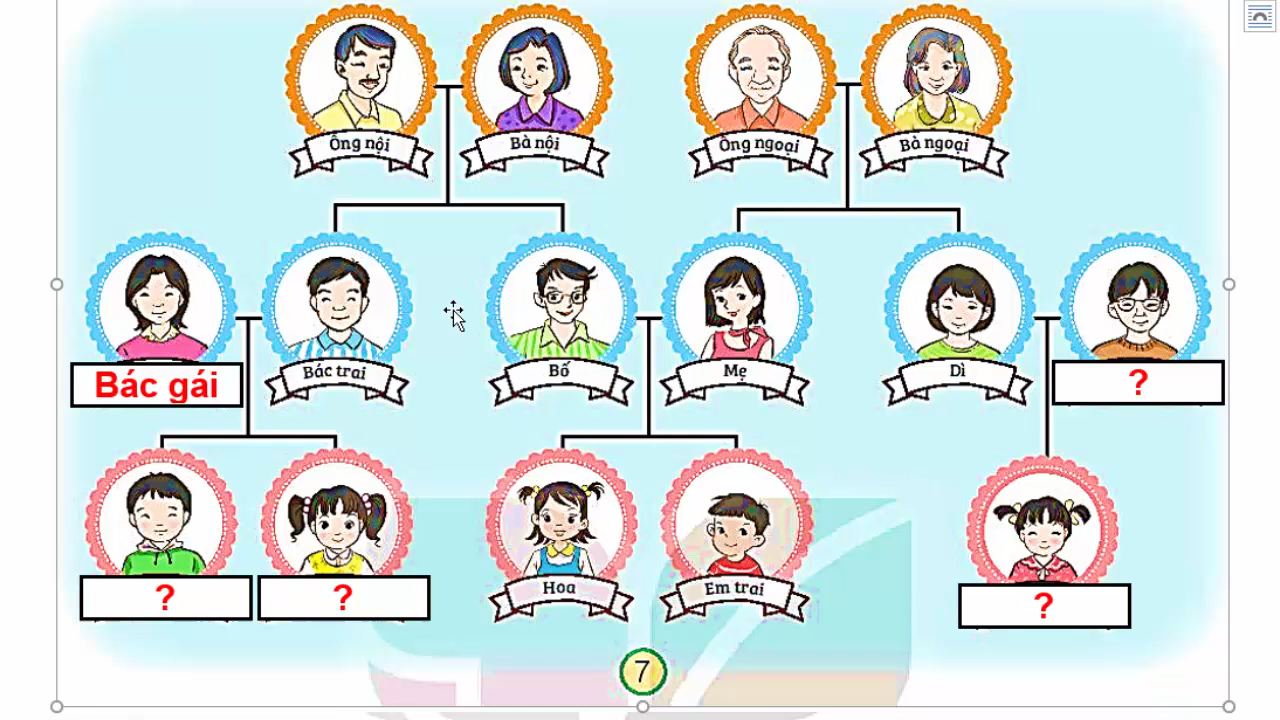 Ông nội
Bà nội
Ông ngoại
Bà ngoại
Bác gái
Bác trai
Bố
Mẹ
Dì
?
?
?
Hoa
Em trai
?
7